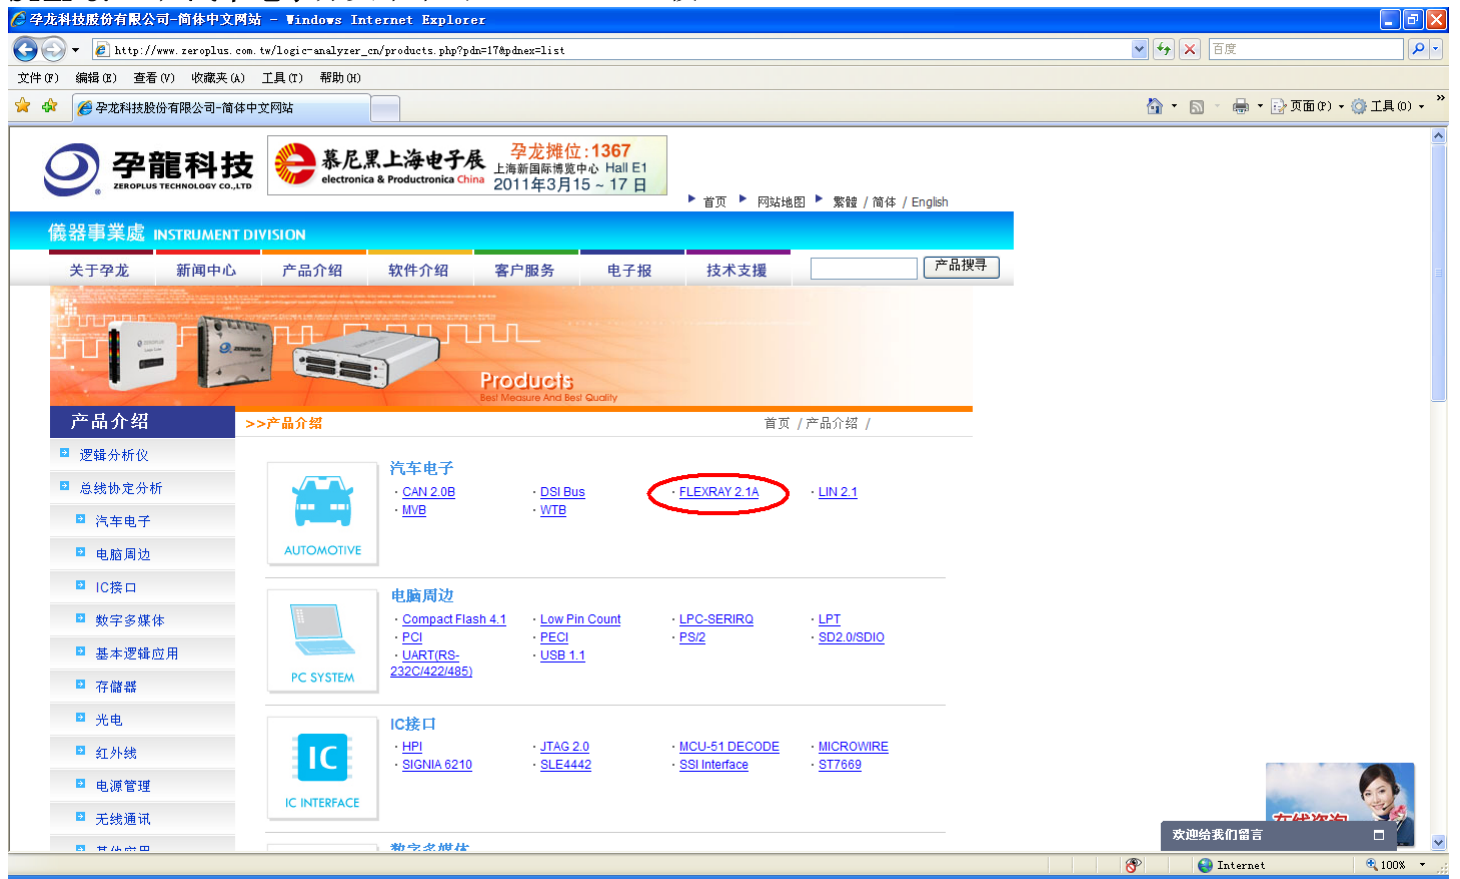 孕龙科技股份有限公司-简体中文网站 - Windows Internet Explorer
http://www.zeroplus.com.tw/logic-analyzer_cn/products.php?pdn=17&pdnex=list
百度
文件(F) 编辑(E) 查看(V) 收藏夹(A) 工具(T) 帮助(H)
孕龙科技股份有限公司-简体中文网站
页面(P) 工具(O)
孕龍科技
ZEROPLUS TECHNOLOGY CO.,LTD
慕尼黑上海电子展
electronica & Productronica China
孕龙摊位:1367
上海新国际博览中心 Hall E1
2011年3月15 ~ 17 日
首页 网站地图 繁體 / 简体 / English
儀器事業處 INSTRUMENT DIVISION
关于孕龙 新闻中心 产品介绍 软件介绍 客户服务 电子报 技术支援 产品搜寻
Products
Best Measure And Best Quality
产品介绍
>>产品介绍
首页 / 产品介绍 /
逻辑分析仪
总线协定分析
汽车电子
电脑周边
IC接口
数字多媒体
基本逻辑应用
存储器
光电
红外线
电源管理
无线通讯
其他应用
AUTOMOTIVE
汽车电子
· CAN 2.0B · DSI Bus · FLEXRAY 2.1A · LIN 2.1
· MVB · WTB
PC SYSTEM
电脑周边
· Compact Flash 4.1 · Low Pin Count · LPC-SERIRQ · LPT
· PCI · PECI · PS/2 · SD2.0/SDIO
· UART(RS-232C/422/485) · USB 1.1
IC
IC INTERFACE
IC接口
· HPI · JTAG 2.0 · MCU-51 DECODE · MICROWIRE
· SIGNIA 6210 · SLE4442 · SSI Interface · ST7669
数字多媒体
在线咨询
欢迎给我们留言
Internet
100%